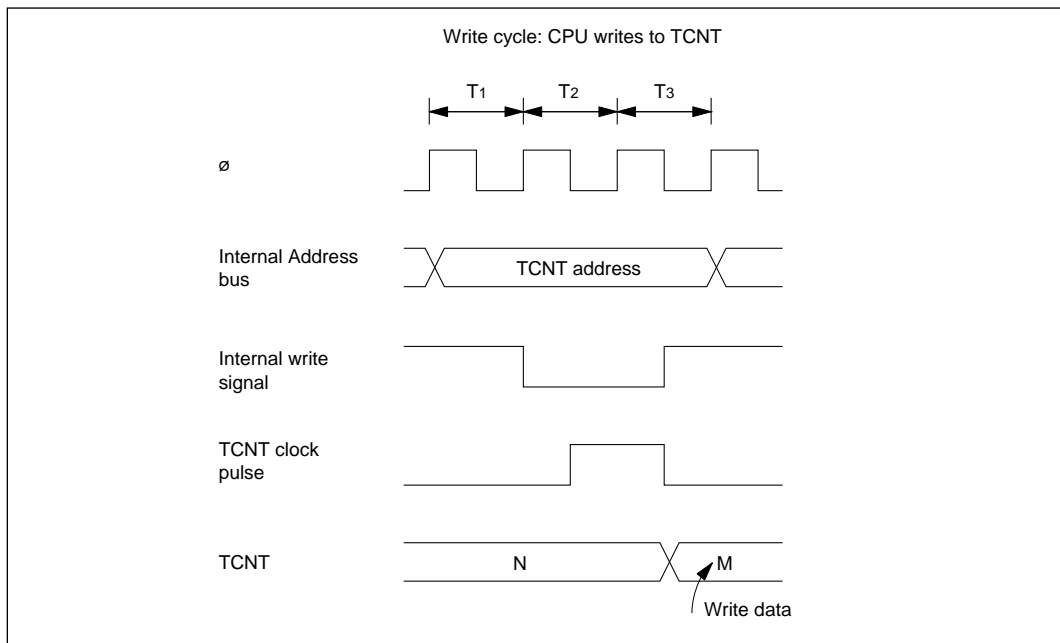 Write cycle: CPU writes to TCNT
T1 T2 T3
ø
Internal Address
bus
TCNT address
Internal write
signal
TCNT clock
pulse
TCNT
N
M
Write data